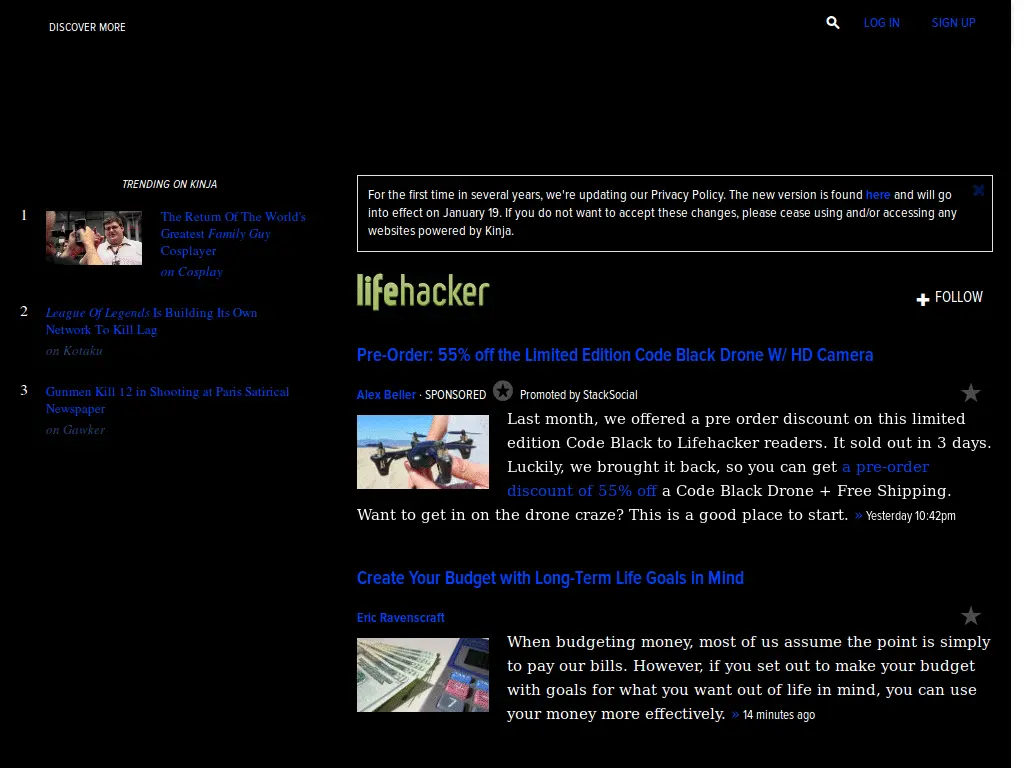 DISCOVER MORE
LOG IN
SIGN UP
TRENDING ON KINJA
1
The Return Of The World's
Greatest Family Guy
Cosplayer
on Cosplay
2
League Of Legends Is Building Its Own
Network To Kill Lag
on Kotaku
3
Gunmen Kill 12 in Shooting at Paris Satirical
Newspaper
on Gawker
For the first time in several years, we're updating our Privacy Policy. The new version is found here and will go
into effect on January 19. If you do not want to accept these changes, please cease using and/or accessing any
websites powered by Kinja.
lifehacker
FOLLOW
Pre-Order: 55% off the Limited Edition Code Black Drone W/ HD Camera
Alex Beller · SPONSORED Promoted by StackSocial
Last month, we offered a pre order discount on this limited
edition Code Black to Lifehacker readers. It sold out in 3 days.
Luckily, we brought it back, so you can get a pre-order
discount of 55% off a Code Black Drone + Free Shipping.
Want to get in on the drone craze? This is a good place to start. » Yesterday 10:42pm
Create Your Budget with Long-Term Life Goals in Mind
Eric Ravenscraft
When budgeting money, most of us assume the point is simply
to pay our bills. However, if you set out to make your budget
with goals for what you want out of life in mind, you can use
your money more effectively. » 14 minutes ago